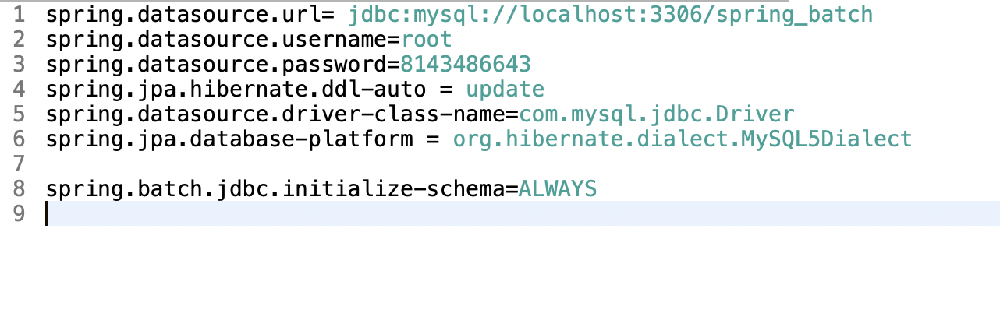 1 spring.datasource.url= jdbc:mysql://localhost:3306/spring_batch
2 spring.datasource.username=root
3 spring.datasource.password=8143486643
4 spring.jpa.hibernate.ddl-auto = update
5 spring.datasource.driver-class-name=com.mysql.jdbc.Driver
6 spring.jpa.database-platform = org.hibernate.dialect.MySQL5Dialect
7
8 spring.batch.jdbc.initialize-schema=ALWAYS
9